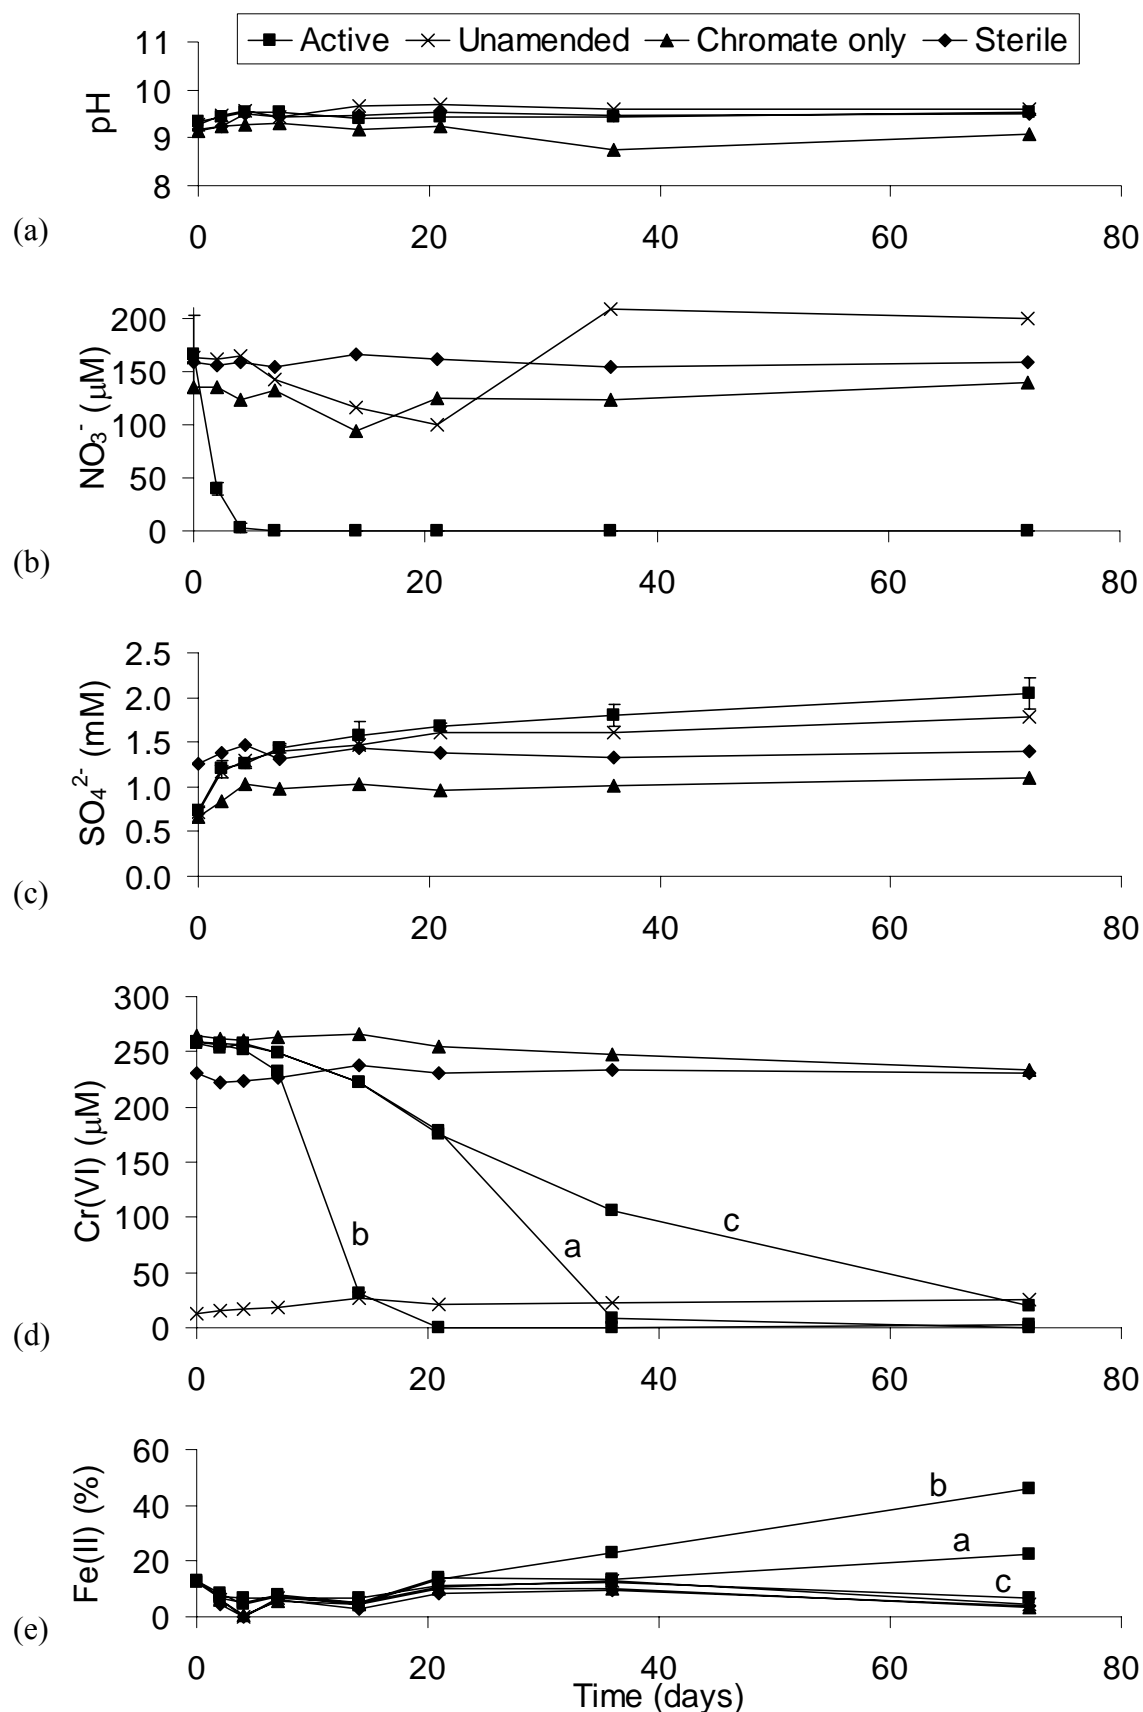 Active Unamended Chromate only Sterile
11
10
9
8
pH
0 20 40 60 80
(a)
200
150
100
50
0
NO₃⁻ (μM)
0 20 40 60 80
(b)
2.5
2.0
1.5
1.0
0.5
0.0
SO₄²⁻ (mM)
0 20 40 60 80
(c)
300
250
200
150
100
50
0
Cr(VI) (μM)
b
a
c
0 20 40 60 80
(d)
60
40
20
0
Fe(II) (%)
b
a
c
0 20 40 60 80
(e)
Time (days)